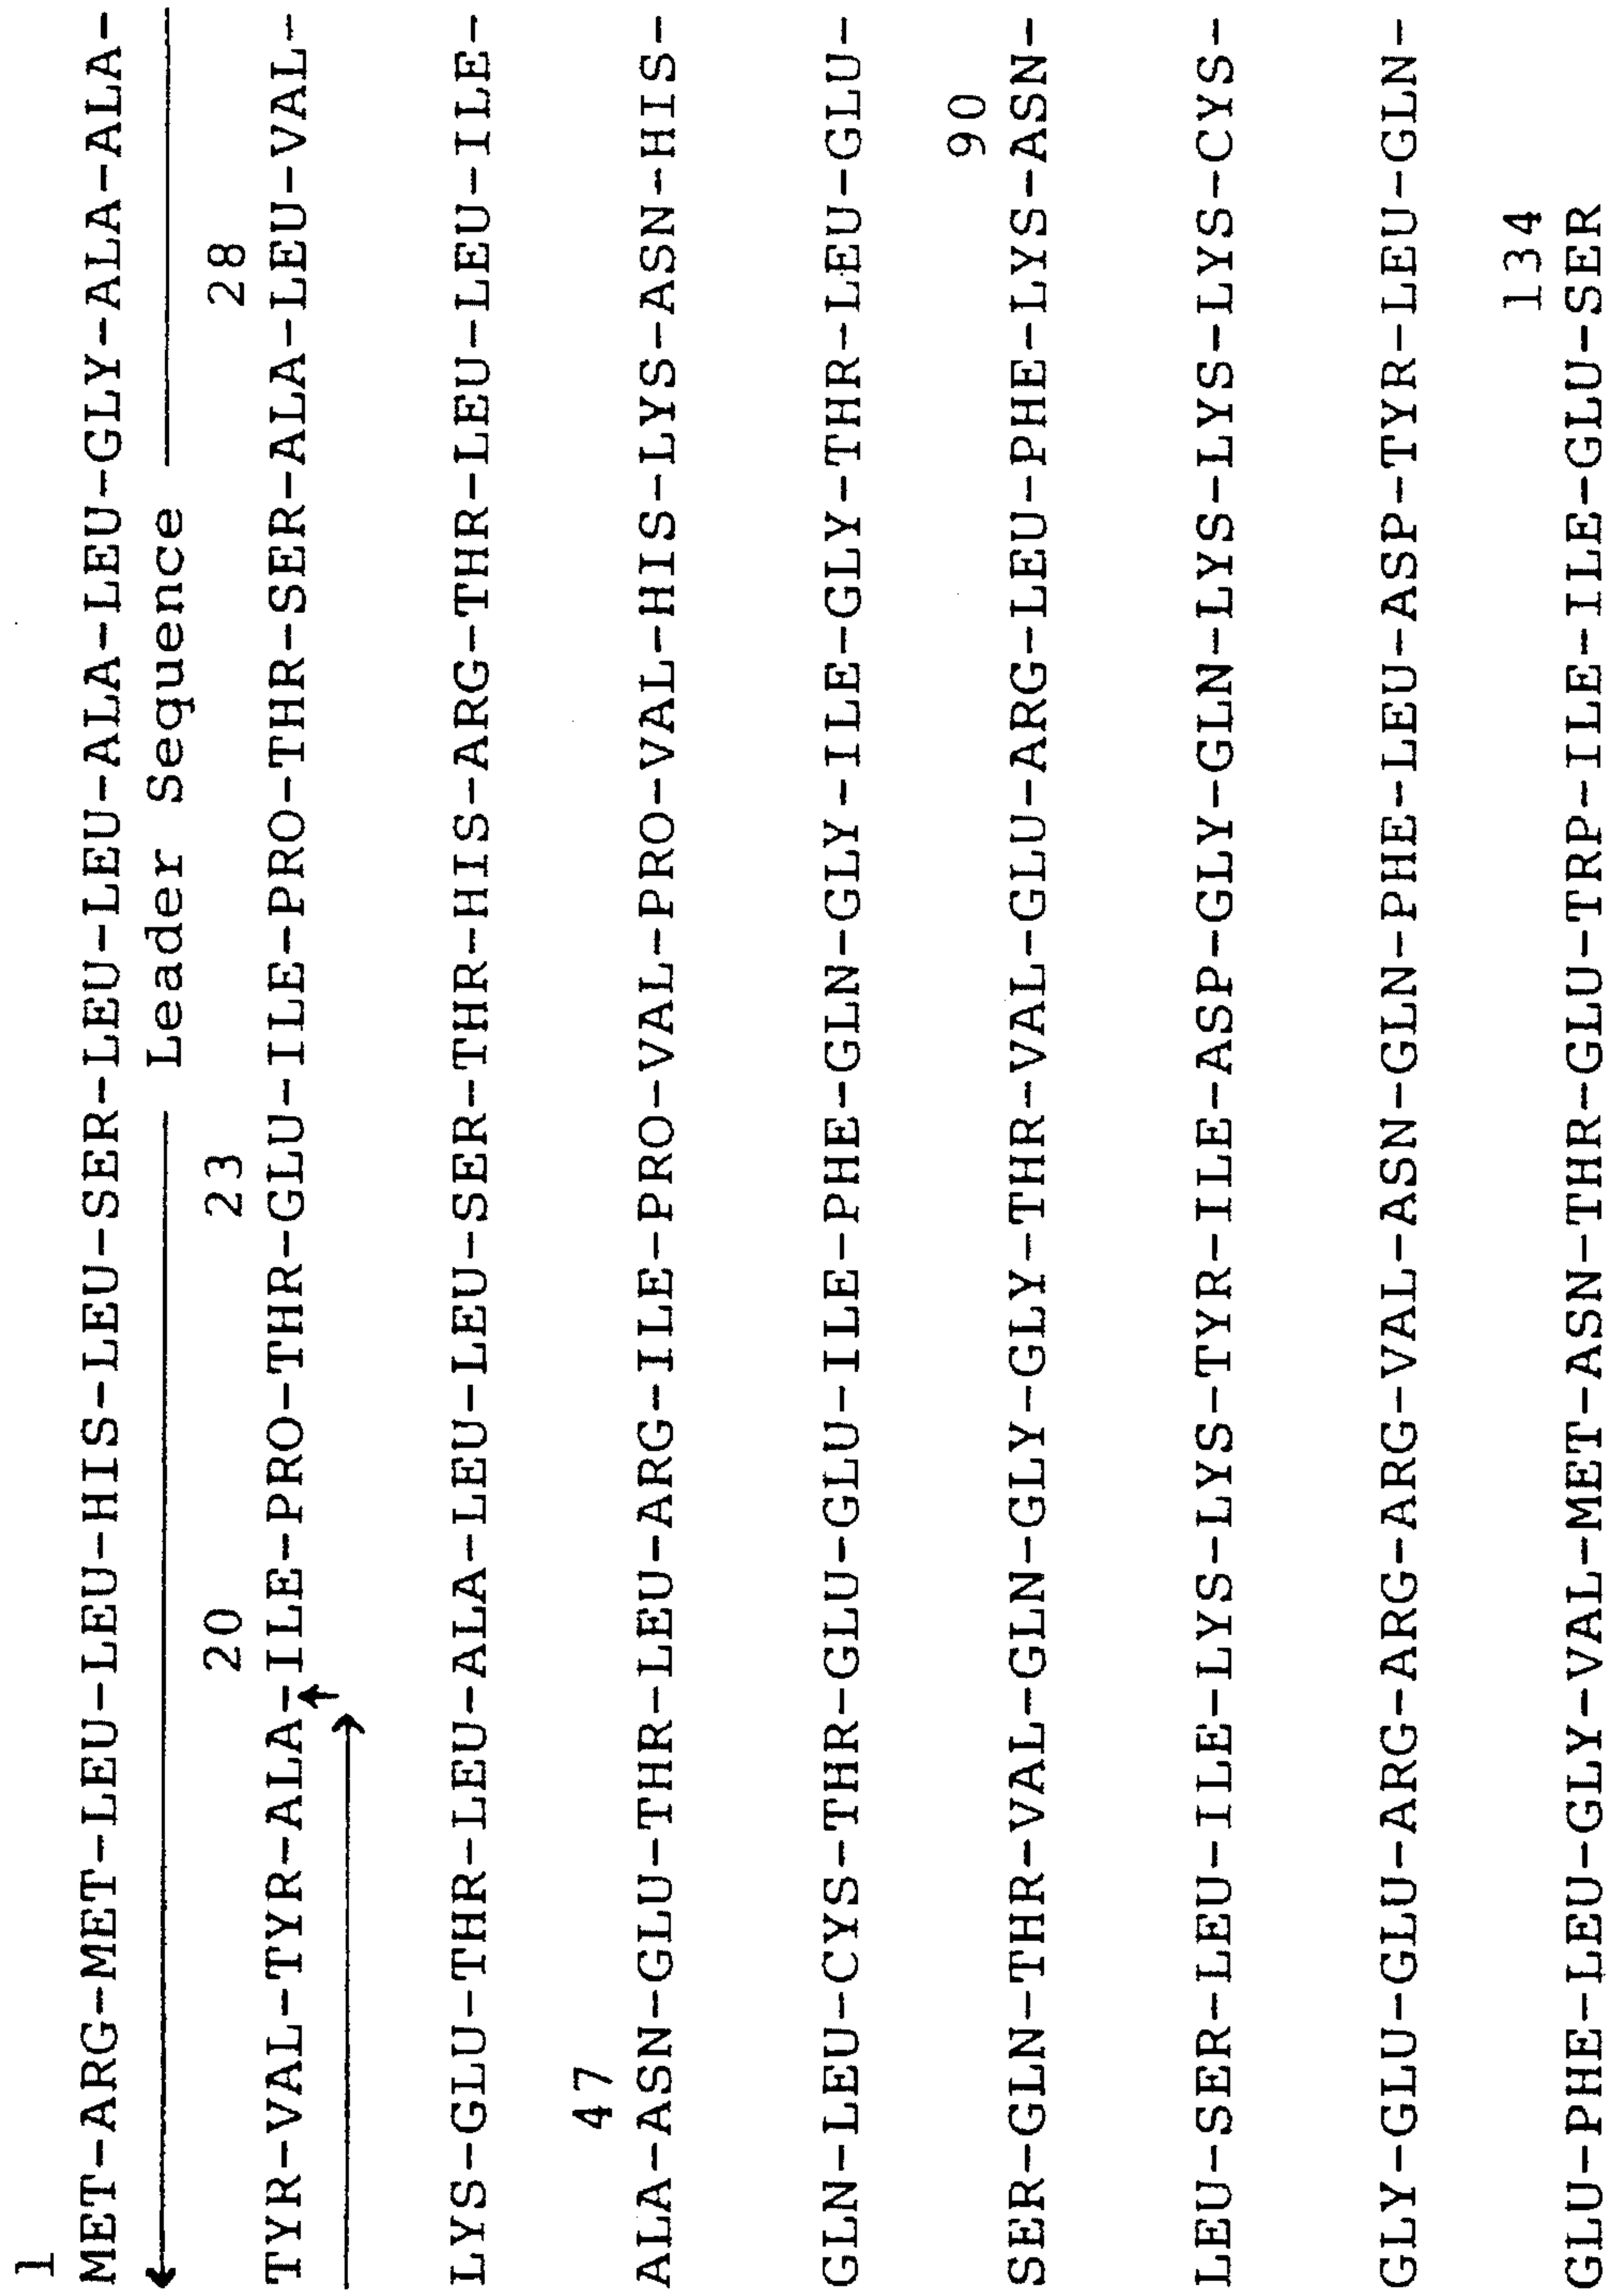 1
MET-ARG-MET-LEU-LEU-HIS-LEU-SER-LEU-LEU-ALA-LEU-GLY-ALA-ALA-
Leader Sequence
20 23 28
TYR-VAL-TYR-ALA-ILE-PRO-THR-GLU-ILE-PRO-THR-SER-ALA-LEU-VAL-
LYS-GLU-THR-LEU-ALA-LEU-LEU-SER-THR-HIS-ARG-THR-LEU-LEU-ILE-
47
ALA-ASN-GLU-THR-LEU-ARG-ILE-PRO-VAL-PRO-VAL-HIS-LYS-ASN-HIS-
GLN-LEU-CYS-THR-GLU-GLU-ILE-PHE-GLN-GLY-ILE-GLY-THR-LEU-GLU-
90
SER-GLN-THR-VAL-GLN-GLY-GLY-THR-VAL-GLU-ARG-LEU-PHE-LYS-ASN-
LEU-SER-LEU-ILE-LYS-LYS-TYR-ILE-ASP-GLY-GLN-LYS-LYS-LYS-CYS-
GLY-GLU-GLU-ARG-ARG-ARG-VAL-ASN-GLN-PHE-LEU-ASP-TYR-LEU-GLN-
134
GLU-PHE-LEU-GLY-VAL-MET-ASN-THR-GLU-TRP-ILE-ILE-GLU-SER